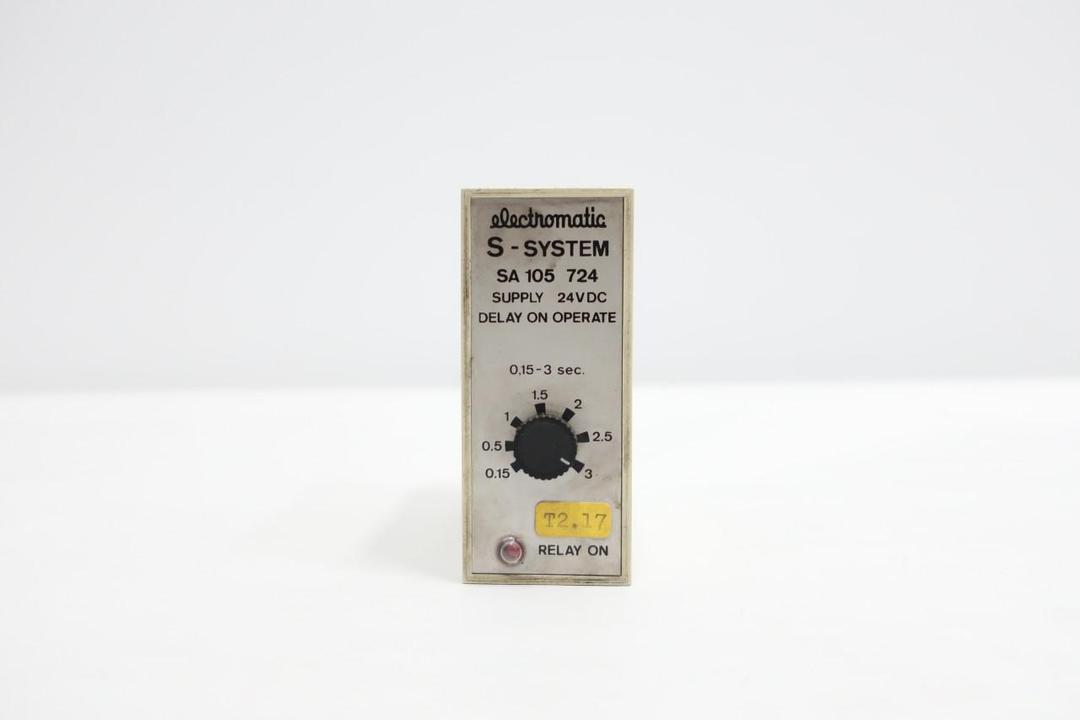 electromatic
S - SYSTEM
SA 105 724
SUPPLY 24VDC
DELAY ON OPERATE
0,15-3 sec.
1.5
1 2
0.5 2.5
0.15 3
T2.17
RELAY ON